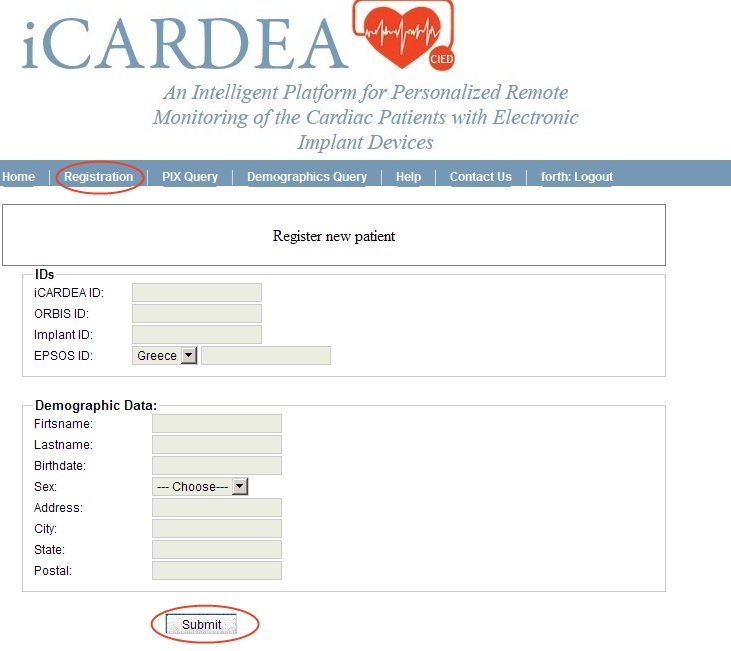 iCARDEA
CIED
An Intelligent Platform for Personalized Remote
Monitoring of the Cardiac Patients with Electronic
Implant Devices
Home | Registration | PIX Query | Demographics Query | Help | Contact Us | forth: Logout
Register new patient
IDs
iCARDEA ID:
ORBIS ID:
Implant ID:
EPSOS ID: Greece
Demographic Data:
Firtsname:
Lastname:
Birthdate:
Sex: --- Choose---
Address:
City:
State:
Postal:
Submit